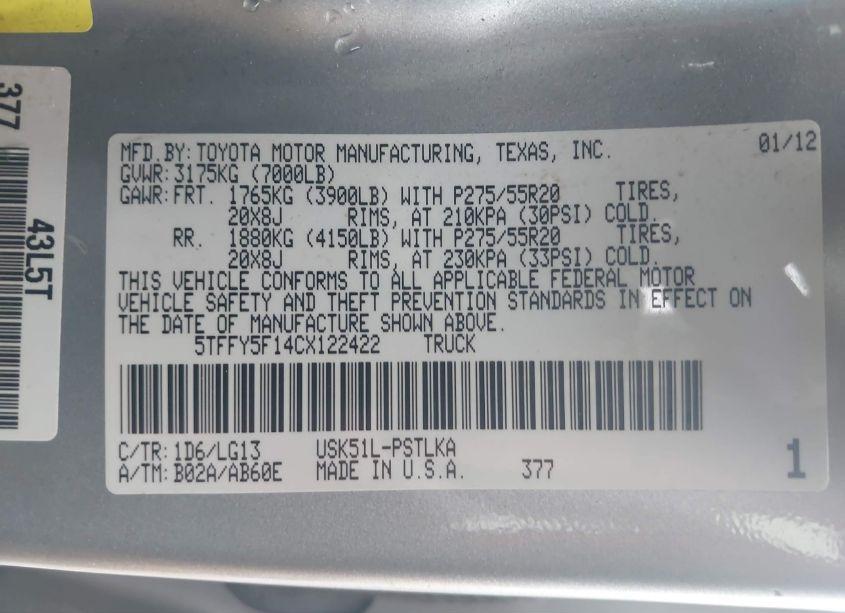 377
43L5T
MFD.BY:TOYOTA MOTOR MANUFACTURING, TEXAS, INC. 01/12
GVWR:3175KG (7000LB)
GAWR:FRT. 1765KG (3900LB) WITH P275/55R20 TIRES,
20X8J RIMS, AT 210KPA (30PSI) COLD.
RR. 1880KG (4150LB) WITH P275/55R20 TIRES,
20X8J RIMS, AT 230KPA (33PSI) COLD.
THIS VEHICLE CONFORMS TO ALL APPLICABLE FEDERAL MOTOR
VEHICLE SAFETY AND THEFT PREVENTION STANDARDS IN EFFECT ON
THE DATE OF MANUFACTURE SHOWN ABOVE.
5TFFY5F14CX122422 TRUCK
C/TR:1D6/LG13 USK51L-PSTLKA
A/TM:B02A/AB60E MADE IN U.S.A. 377 1